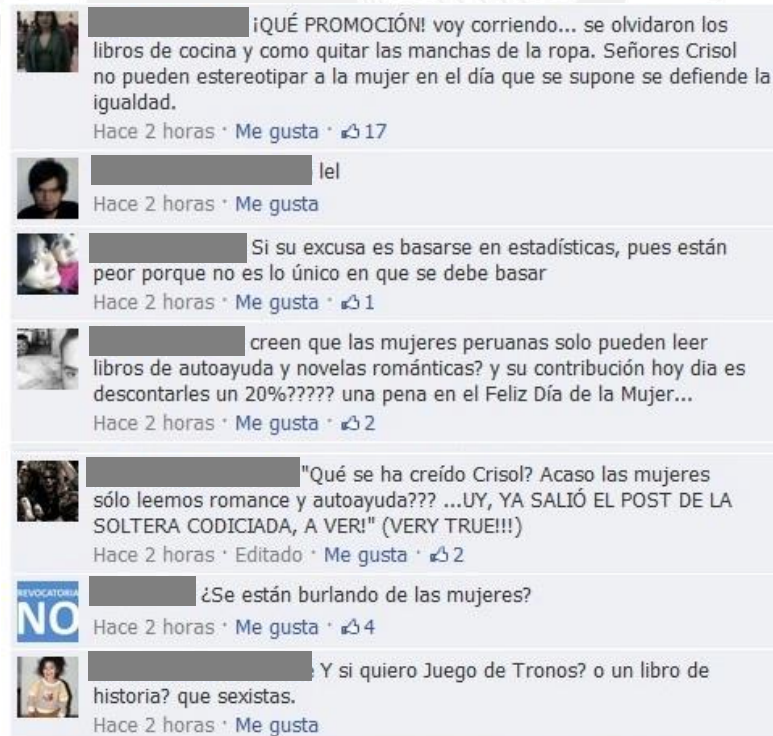 ¡QUÉ PROMOCIÓN! voy corriendo... se olvidaron los
libros de cocina y como quitar las manchas de la ropa. Señores Crisol
no pueden estereotipar a la mujer en el día que se supone se defiende la
igualdad.
Hace 2 horas · Me gusta · 17
lel
Hace 2 horas · Me gusta
Si su excusa es basarse en estadísticas, pues están
peor porque no es lo único en que se debe basar
Hace 2 horas · Me gusta · 1
creen que las mujeres peruanas solo pueden leer
libros de autoayuda y novelas románticas? y su contribución hoy dia es
descontarles un 20%????? una pena en el Feliz Día de la Mujer...
Hace 2 horas · Me gusta · 2
"Qué se ha creído Crisol? Acaso las mujeres
sólo leemos romance y autoayuda??? ...UY, YA SALIÓ EL POST DE LA
SOLTERA CODICIADA, A VER!" (VERY TRUE!!!)
Hace 2 horas · Editado · Me gusta · 2
REVOCATORIA
NO
¿Se están burlando de las mujeres?
Hace 2 horas · Me gusta · 4
Y si quiero Juego de Tronos? o un libro de
historia? que sexistas.
Hace 2 horas · Me gusta